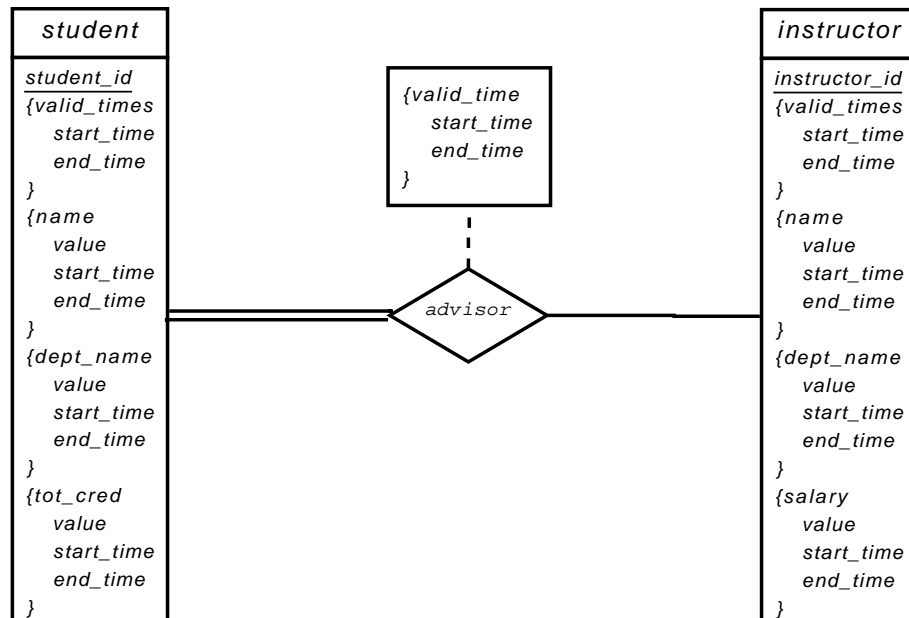 student
student_id
{valid_times
start_time
end_time
}
{name
value
start_time
end_time
}
{dept_name
value
start_time
end_time
}
{tot_cred
value
start_time
end_time
}
{valid_time
start_time
end_time
}
advisor
instructor
instructor_id
{valid_times
start_time
end_time
}
{name
value
start_time
end_time
}
{dept_name
value
start_time
end_time
}
{salary
value
start_time
end_time
}